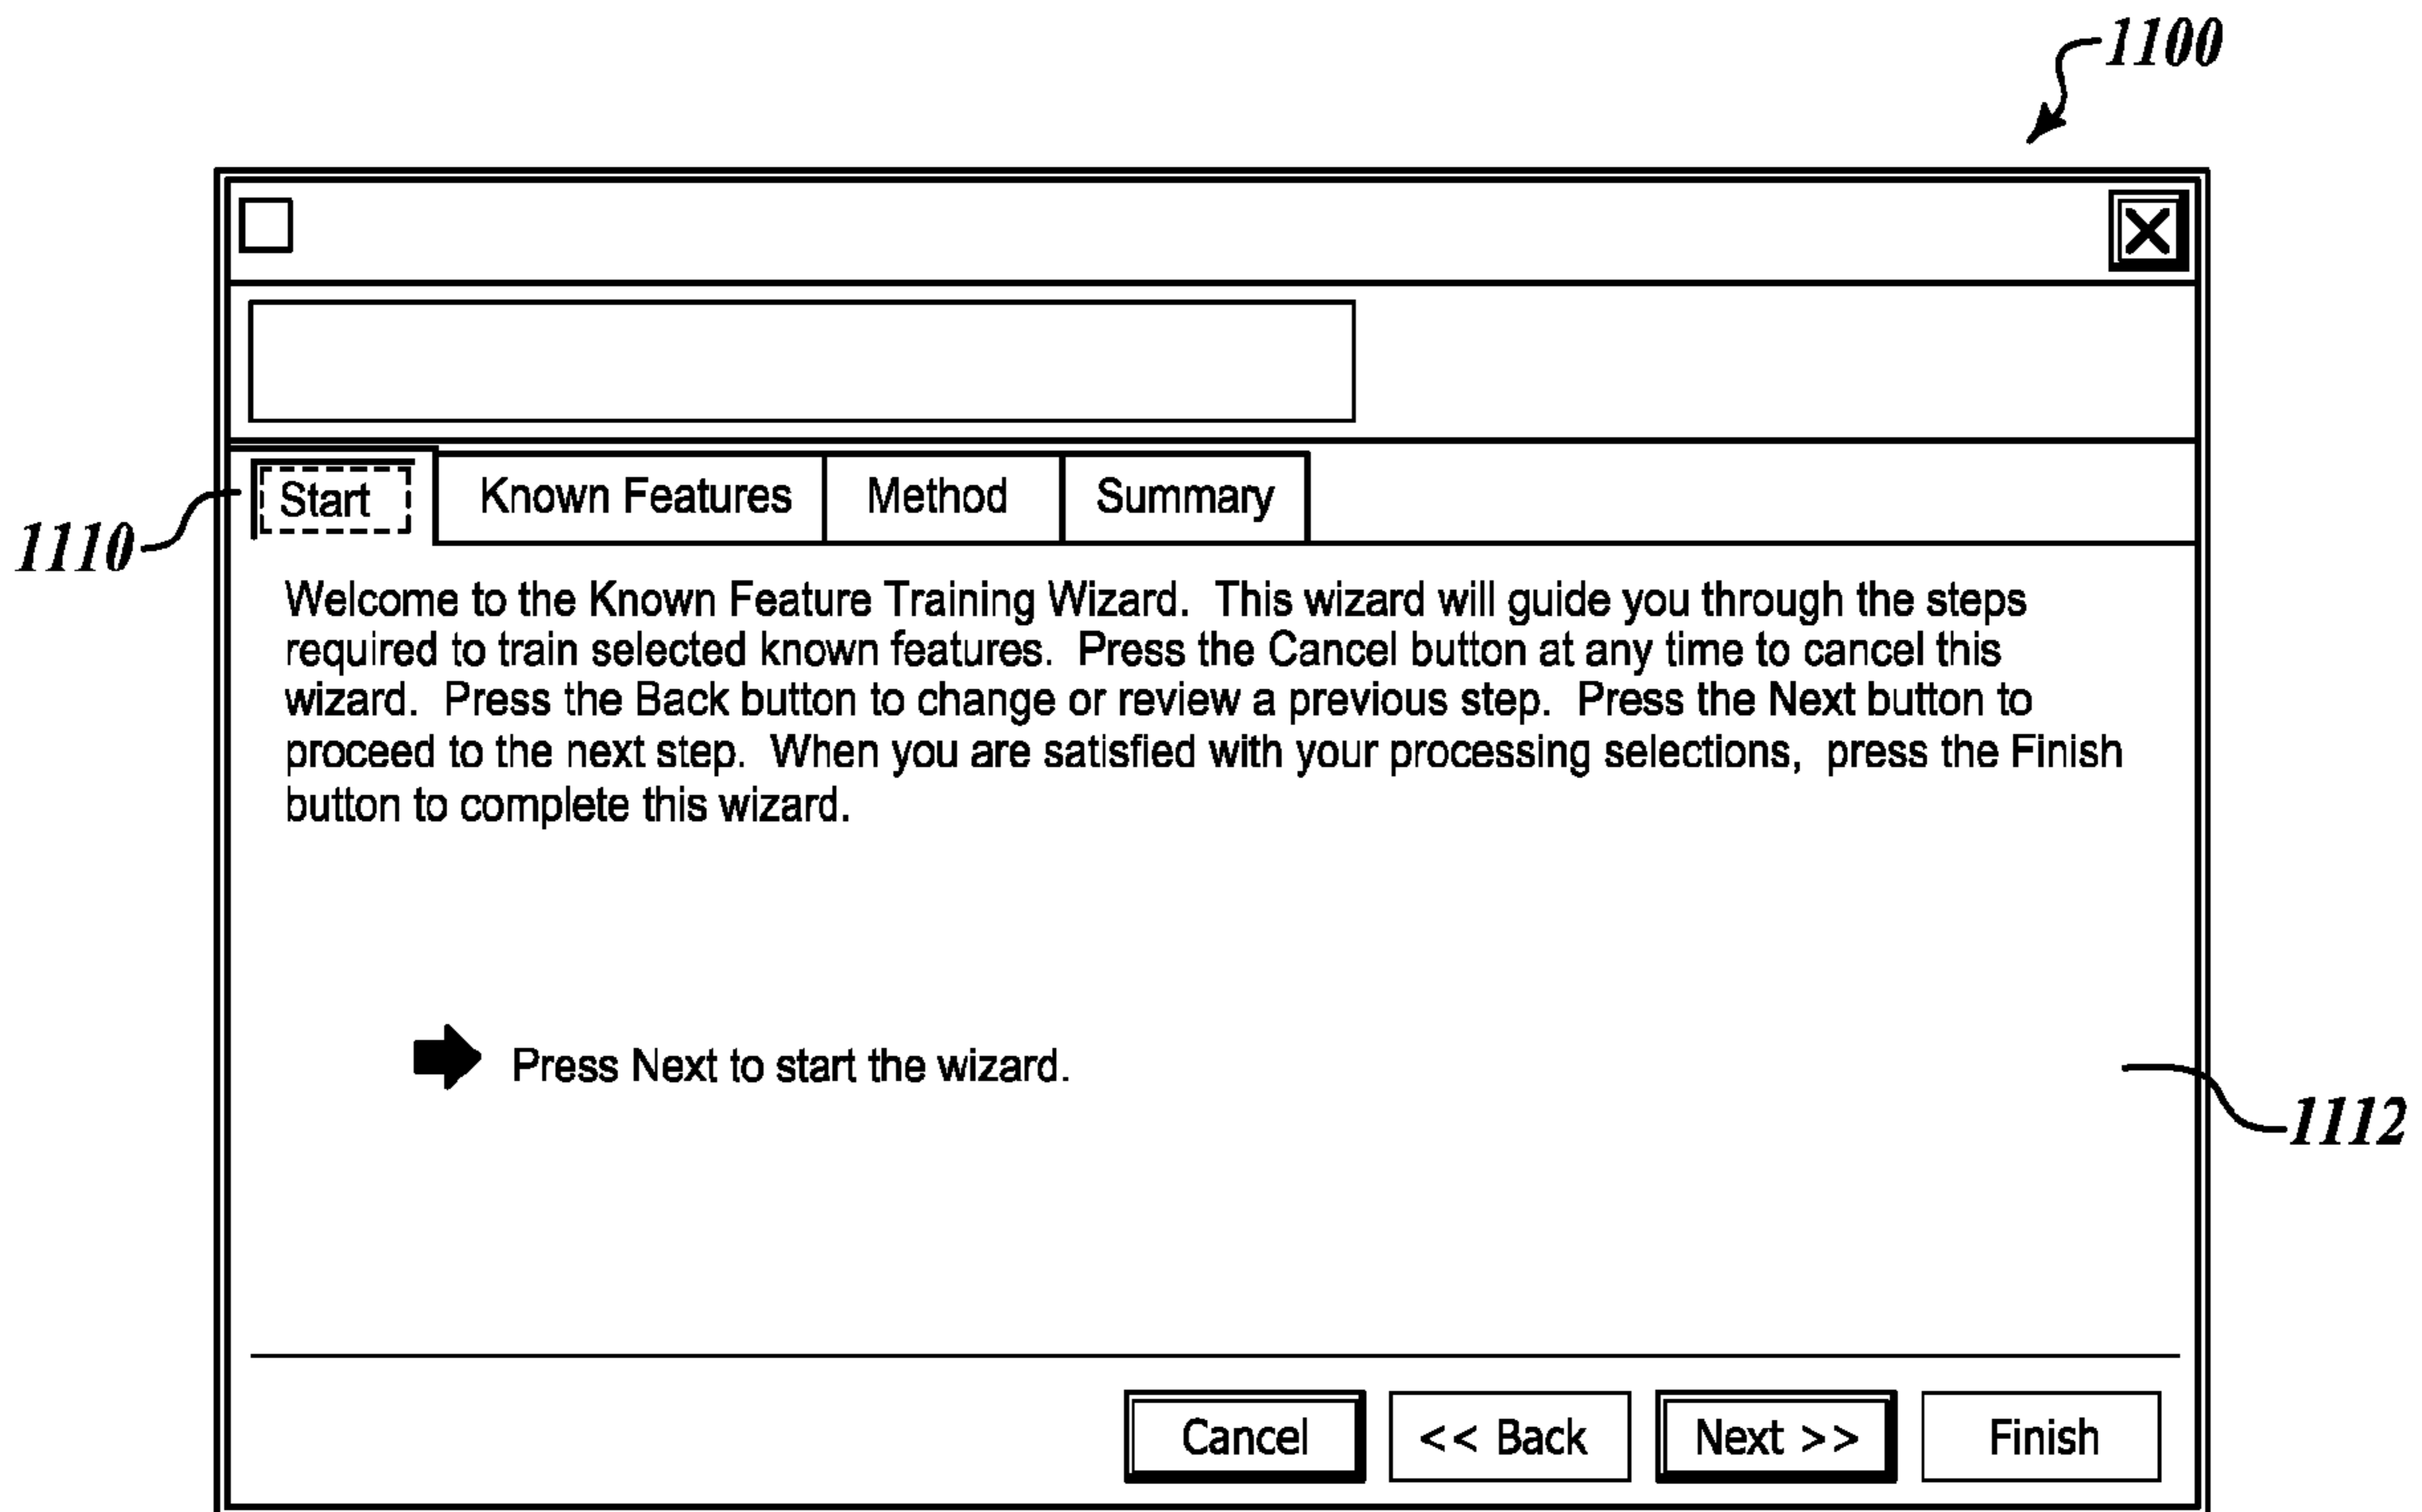 1100
Start Known Features Method Summary
1110
Welcome to the Known Feature Training Wizard. This wizard will guide you through the steps
required to train selected known features. Press the Cancel button at any time to cancel this
wizard. Press the Back button to change or review a previous step. Press the Next button to
proceed to the next step. When you are satisfied with your processing selections, press the Finish
button to complete this wizard.
Press Next to start the wizard.
1112
Cancel << Back Next >> Finish